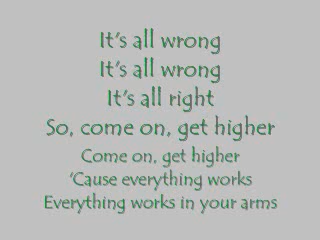 It's all wrong
It's all wrong
It's all right
So, come on, get higher
Come on, get higher
'Cause everything works
Everything works in your arms